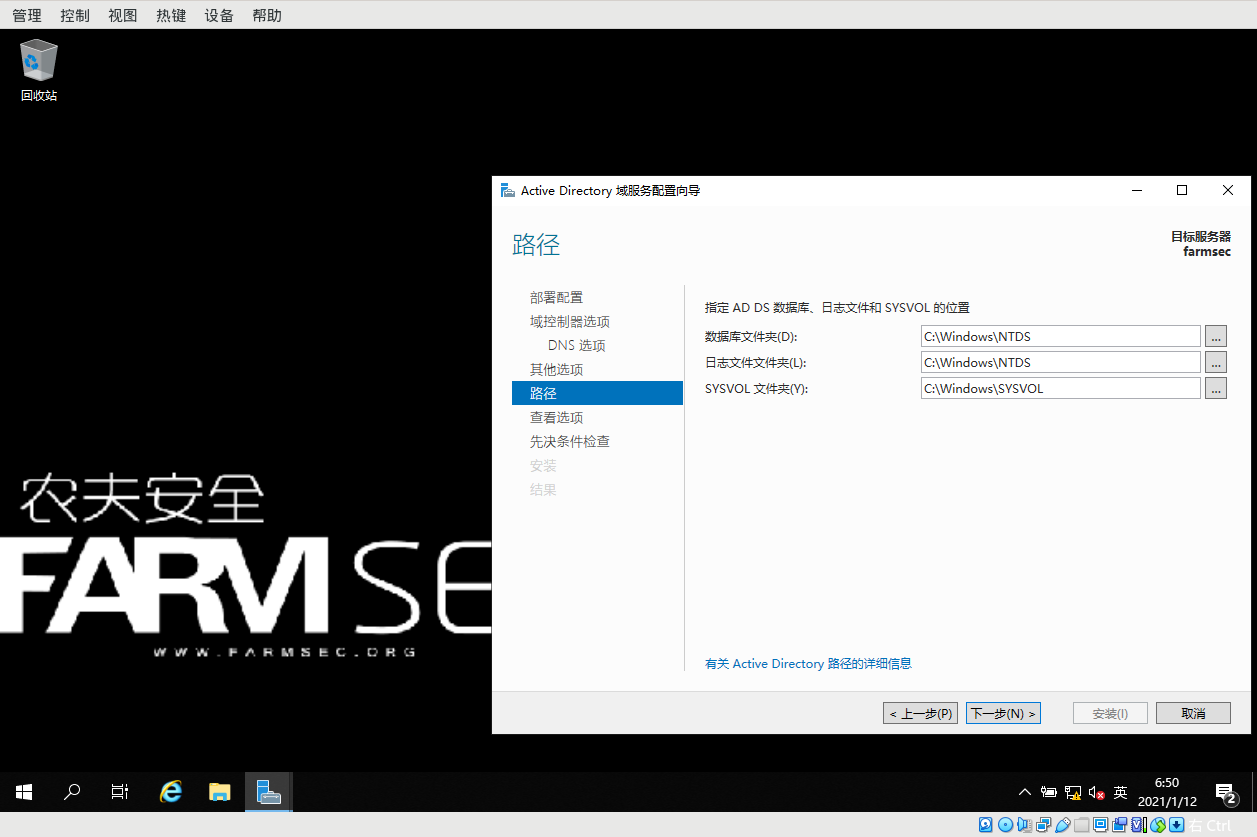 管理 控制 视图 热键 设备 帮助
回收站
Active Directory 域服务配置向导
路径
目标服务器
farmsec
部署配置
域控制器选项
DNS 选项
其他选项
路径
查看选项
先决条件检查
安装
结果
指定 AD DS 数据库、日志文件和 SYSVOL 的位置
数据库文件夹(D): C:\Windows\NTDS ...
日志文件文件夹(L): C:\Windows\NTDS ...
SYSVOL 文件夹(Y): C:\Windows\SYSVOL ...
有关 Active Directory 路径的详细信息
< 上一步(P) 下一步(N) > 安装(I) 取消
农夫安全
FARMSE
WWW.FARMSEC.ORG
英
6:50
2021/1/12
2
右 Ctrl